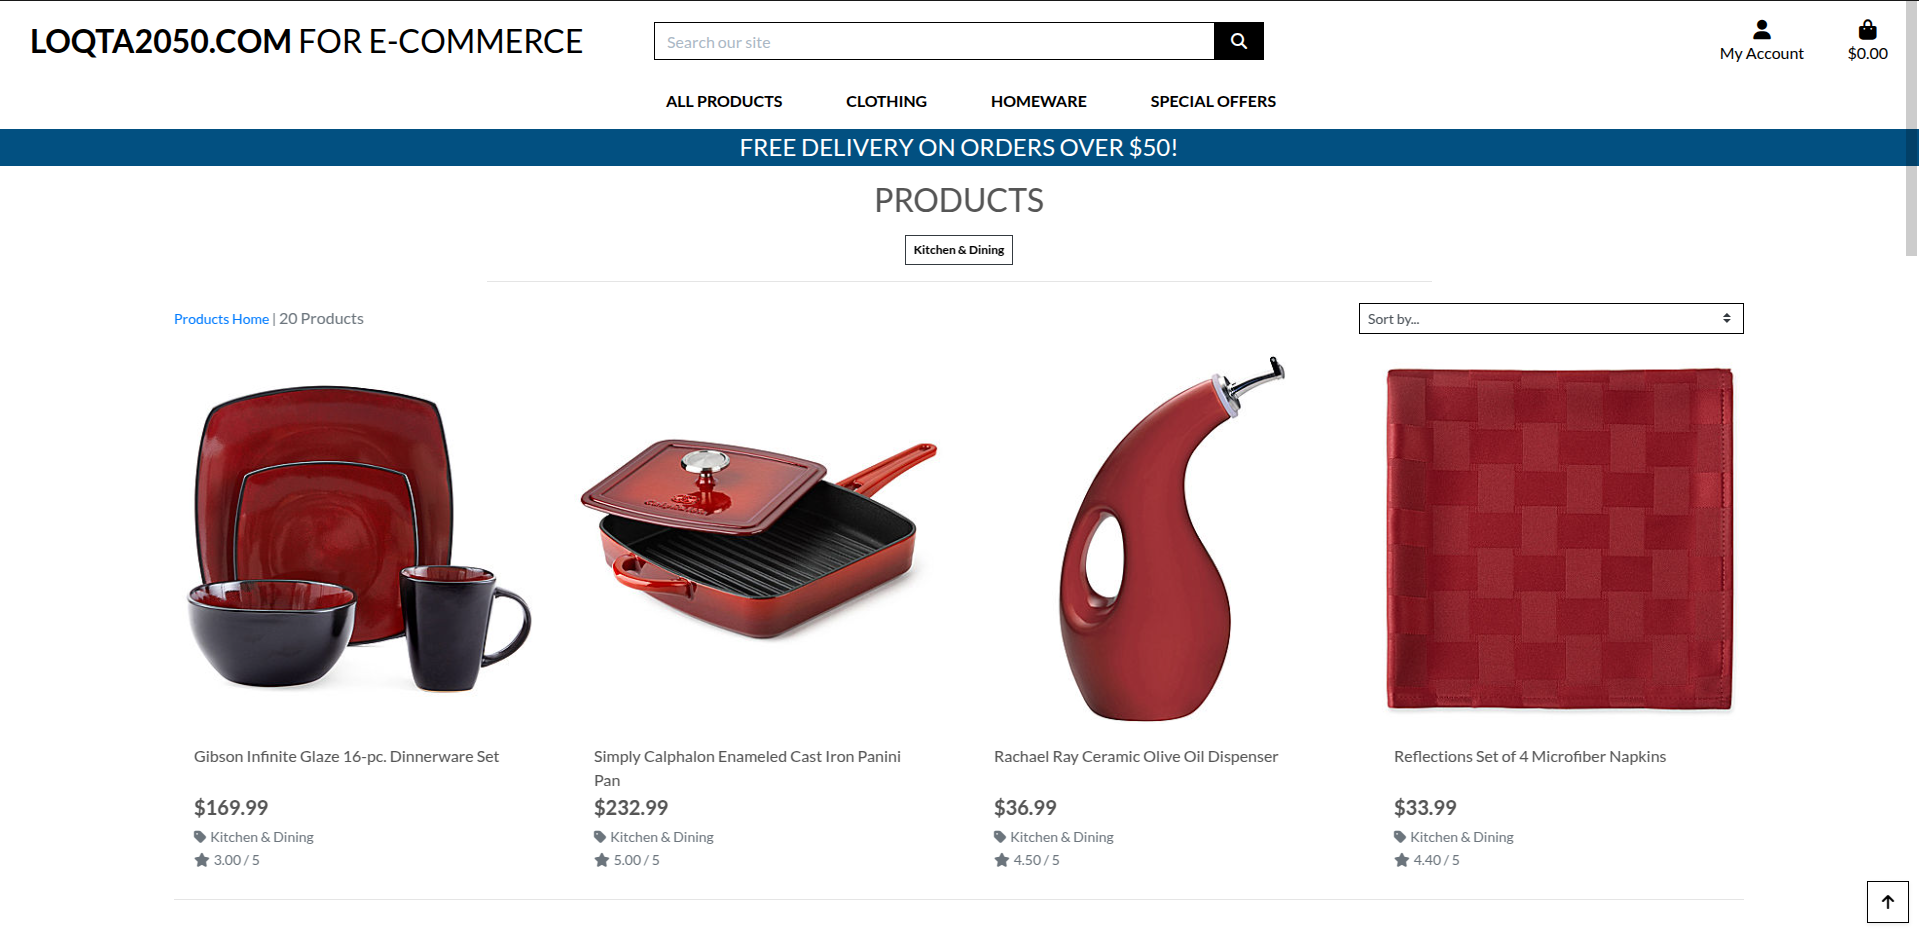 LOQTA2050.COM FOR E-COMMERCE
Search our site
My Account
$0.00
ALL PRODUCTS
CLOTHING
HOMEWARE
SPECIAL OFFERS
FREE DELIVERY ON ORDERS OVER $50!
PRODUCTS
Kitchen & Dining
Products Home | 20 Products
Sort by...
Gibson Infinite Glaze 16-pc. Dinnerware Set
$169.99
Kitchen & Dining
3.00 / 5
Simply Calphalon Enameled Cast Iron Panini
Pan
$232.99
Kitchen & Dining
5.00 / 5
Rachael Ray Ceramic Olive Oil Dispenser
$36.99
Kitchen & Dining
4.50 / 5
Reflections Set of 4 Microfiber Napkins
$33.99
Kitchen & Dining
4.40 / 5